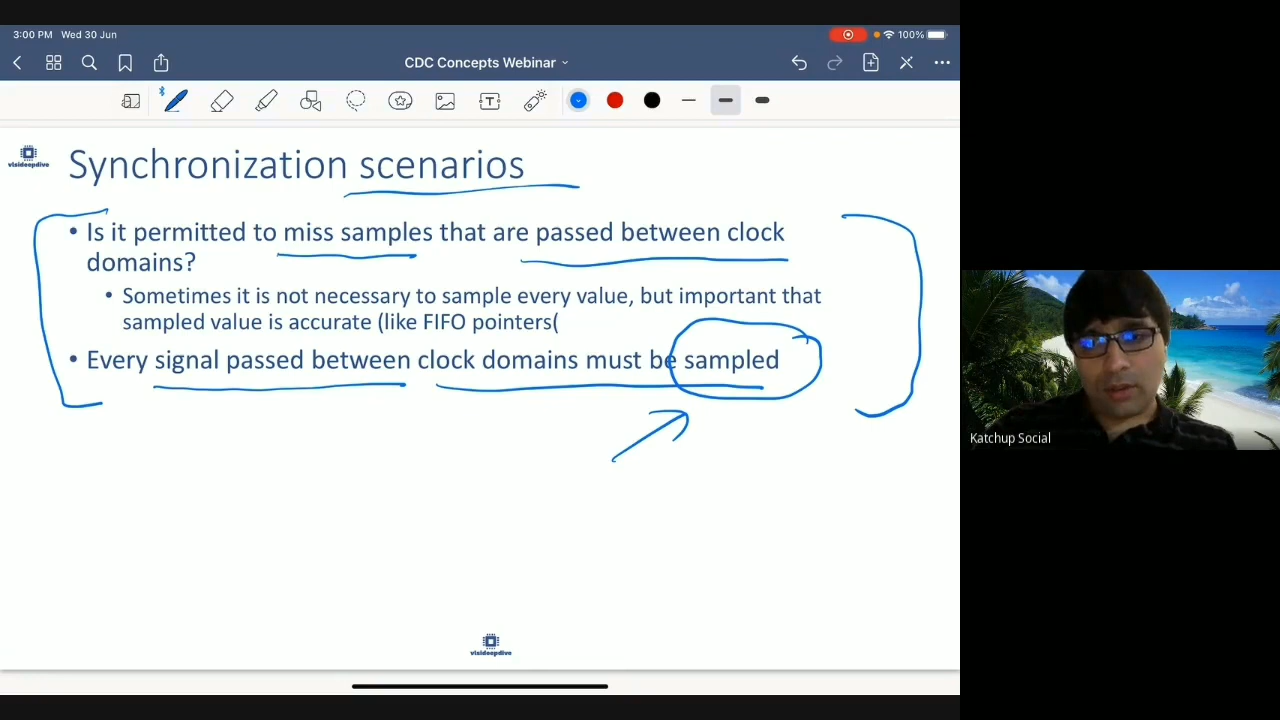 3:00 PM Wed 30 Jun
100%
CDC Concepts Webinar
vlsideepdive
Synchronization scenarios
• Is it permitted to miss samples that are passed between clock
domains?
• Sometimes it is not necessary to sample every value, but important that
sampled value is accurate (like FIFO pointers(
• Every signal passed between clock domains must be sampled
Katchup Social
vlsideepdive